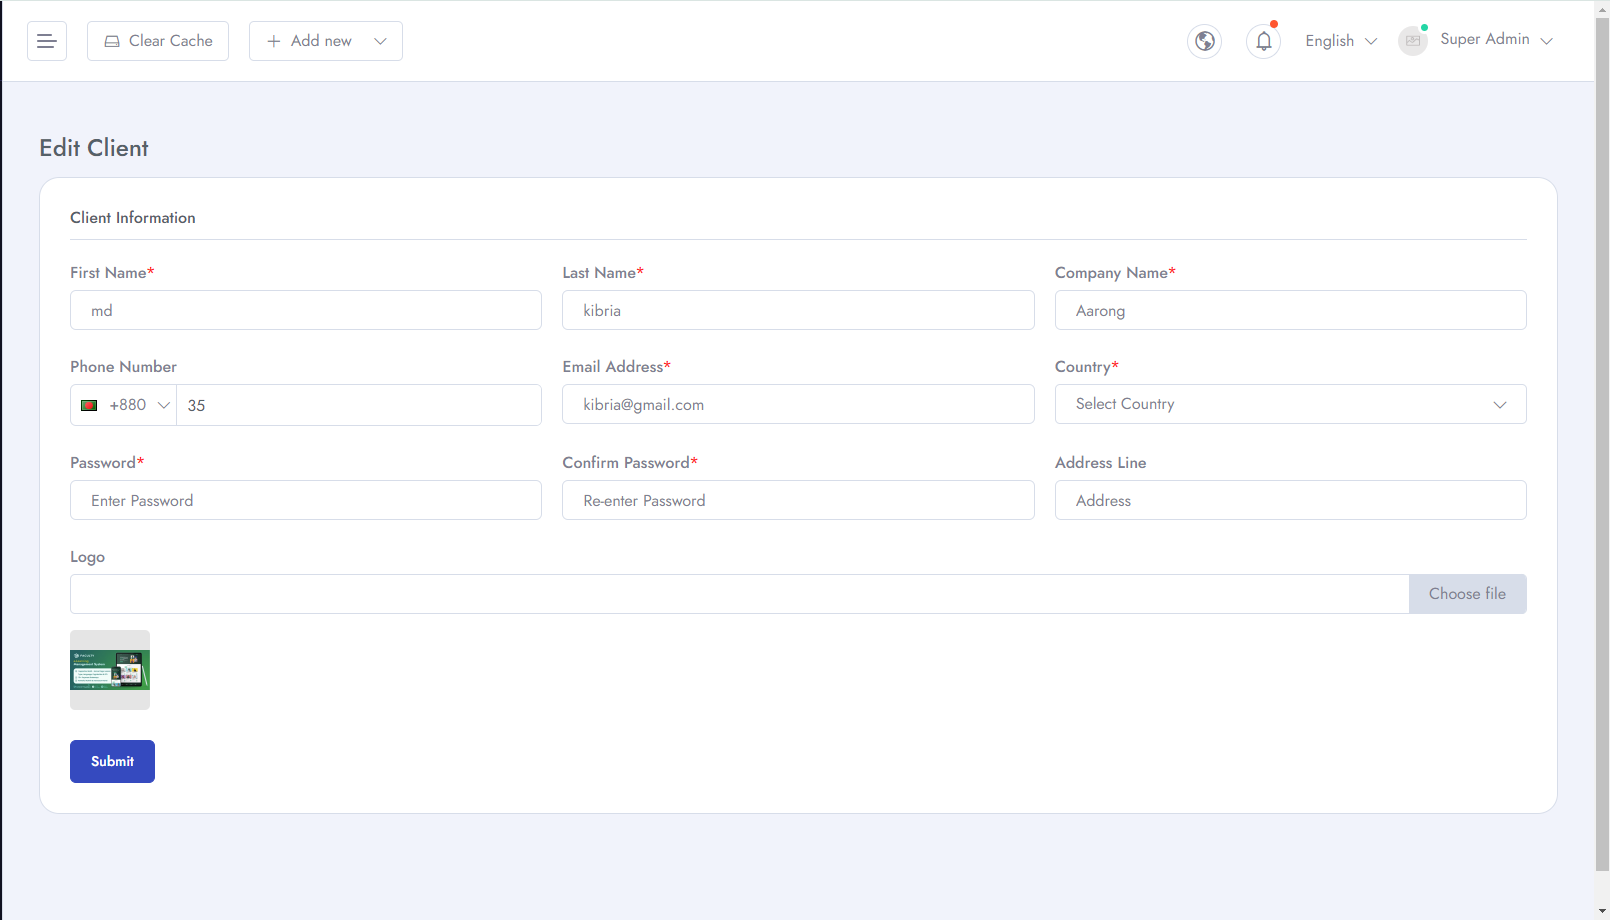 Clear Cache
Add new
English
Super Admin
Edit Client
Client Information
First Name*
Last Name*
Company Name*
md
kibria
Aarong
Phone Number
Email Address*
Country*
+880
35
kibria@gmail.com
Select Country
Password*
Confirm Password*
Address Line
Enter Password
Re-enter Password
Address
Logo
Choose file
Management System
Submit